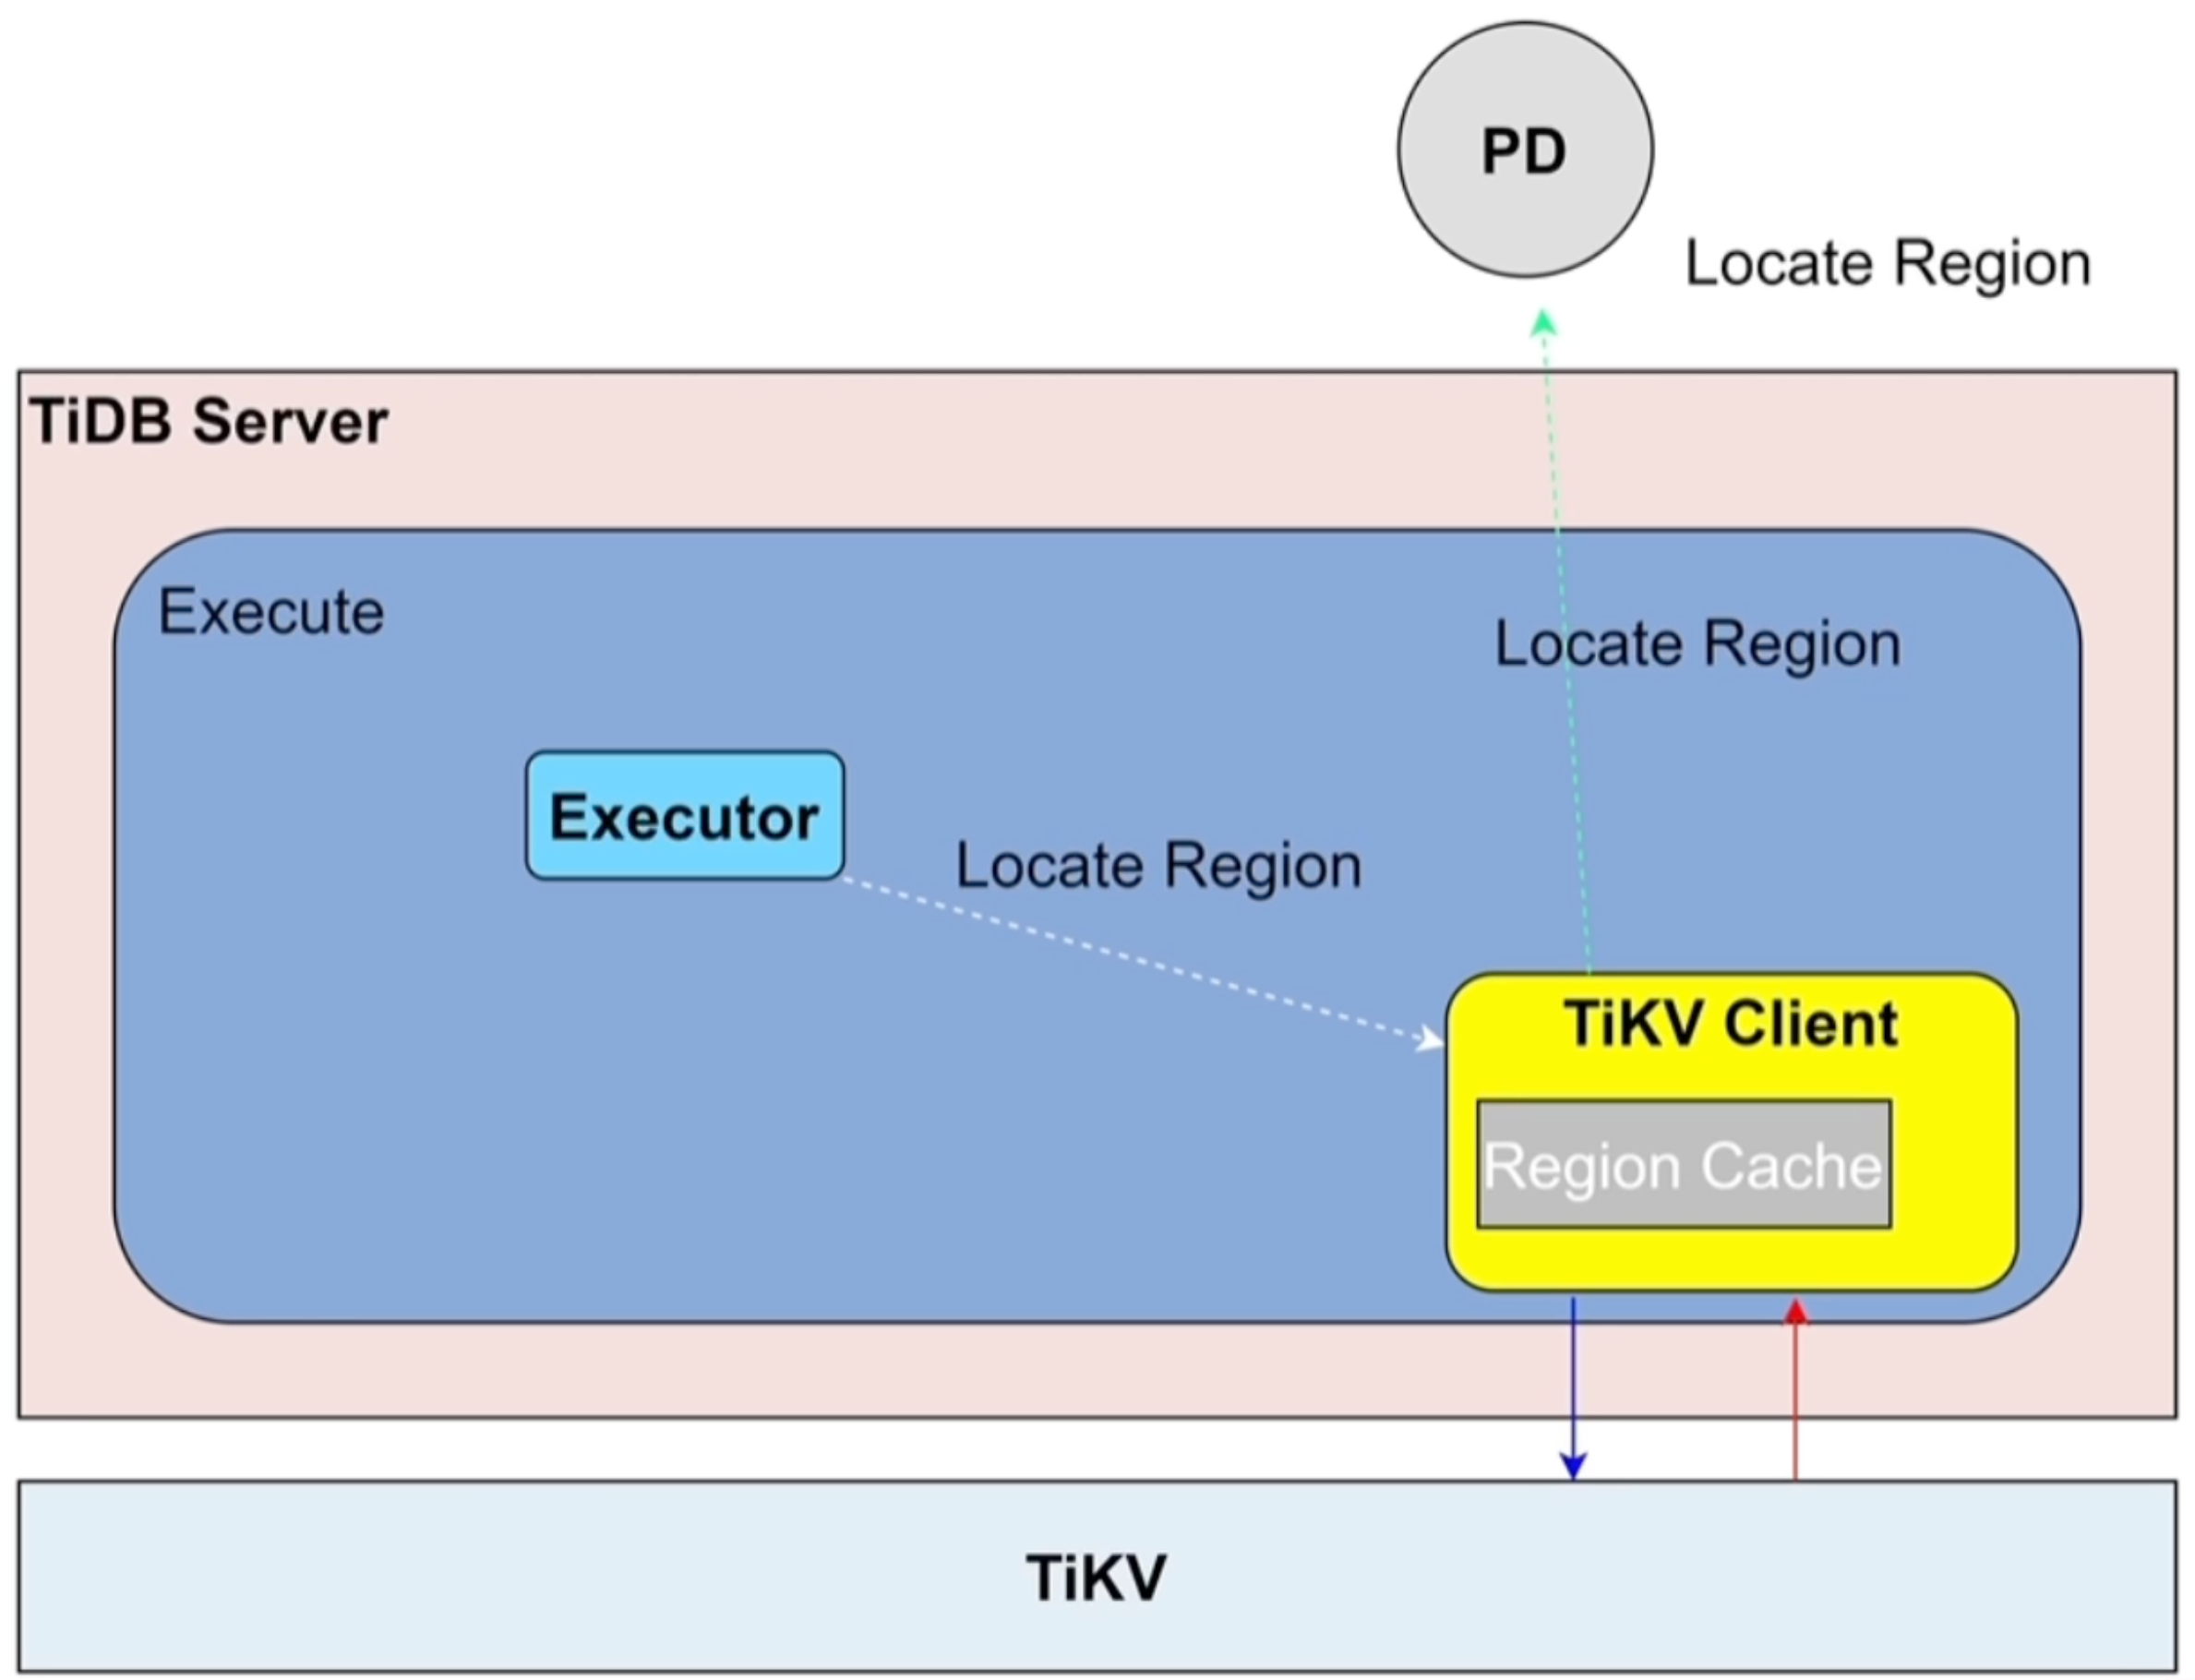 PD
Locate Region
TiDB Server
Execute
Locate Region
Executor
Locate Region
TiKV Client
Region Cache
TiKV